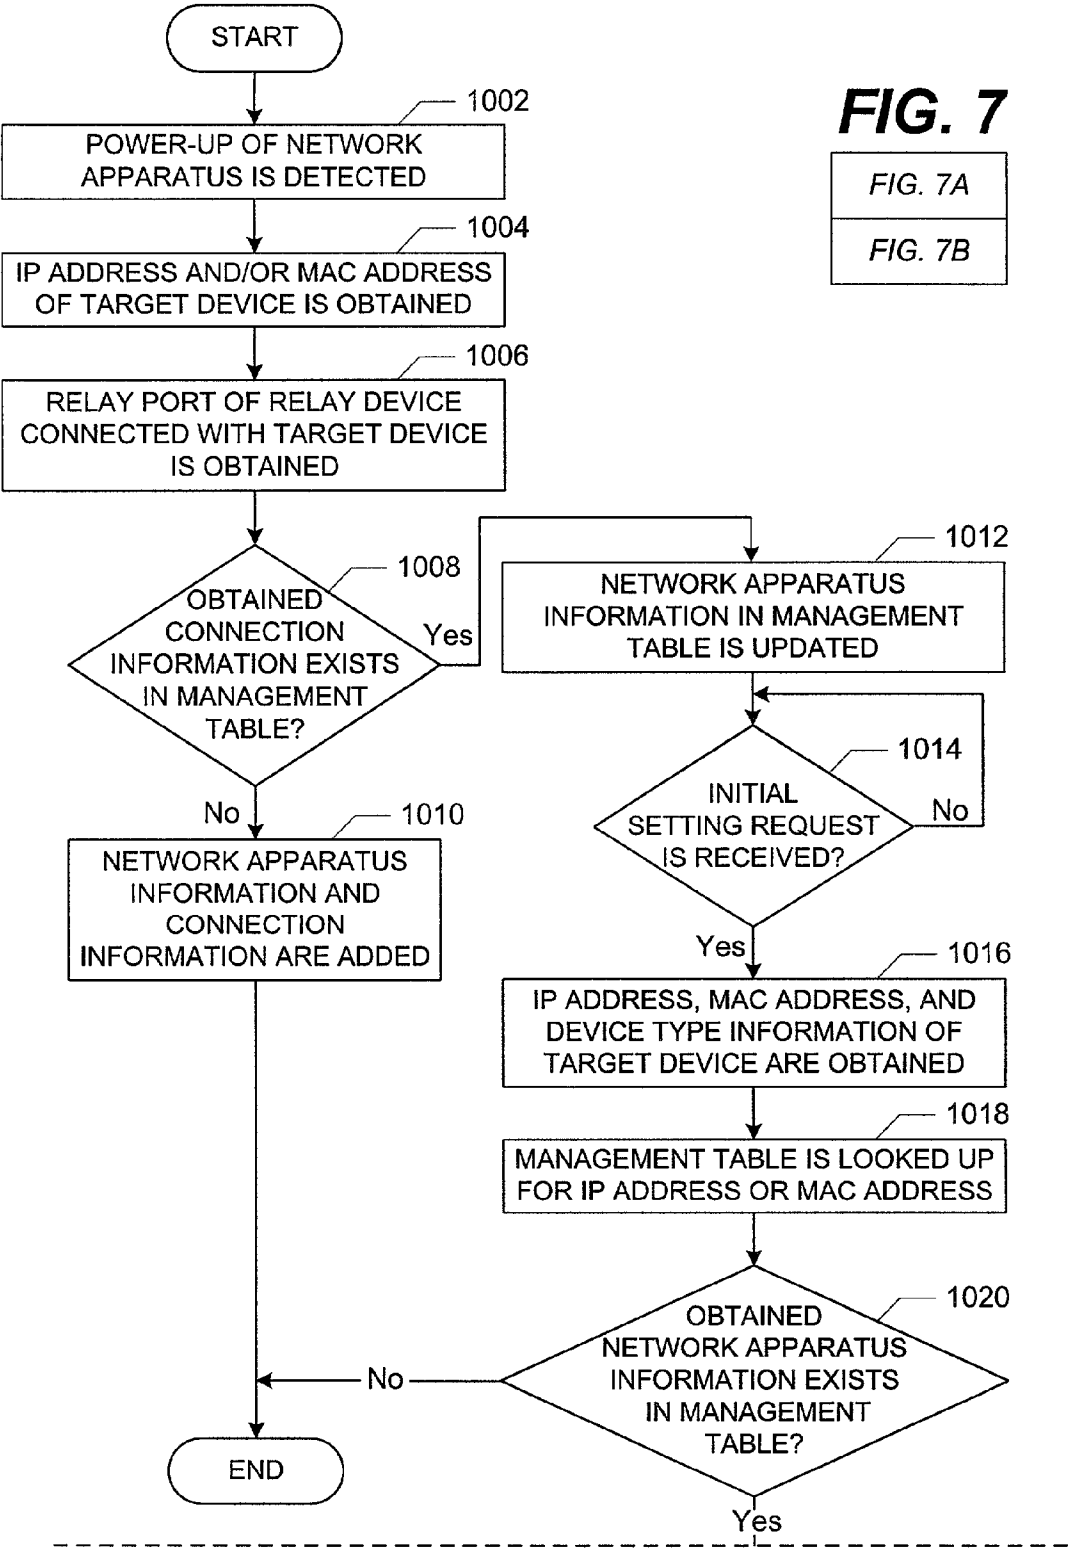 START
FIG. 7
FIG. 7A
FIG. 7B
1002
POWER-UP OF NETWORK
APPARATUS IS DETECTED
1004
IP ADDRESS AND/OR MAC ADDRESS
OF TARGET DEVICE IS OBTAINED
1006
RELAY PORT OF RELAY DEVICE
CONNECTED WITH TARGET DEVICE
IS OBTAINED
1008
OBTAINED
CONNECTION
INFORMATION EXISTS
IN MANAGEMENT
TABLE?
Yes
No
1010
NETWORK APPARATUS
INFORMATION AND
CONNECTION
INFORMATION ARE ADDED
1012
NETWORK APPARATUS
INFORMATION IN MANAGEMENT
TABLE IS UPDATED
1014
INITIAL
SETTING REQUEST
IS RECEIVED?
No
Yes
1016
IP ADDRESS, MAC ADDRESS, AND
DEVICE TYPE INFORMATION OF
TARGET DEVICE ARE OBTAINED
1018
MANAGEMENT TABLE IS LOOKED UP
FOR IP ADDRESS OR MAC ADDRESS
1020
OBTAINED
NETWORK APPARATUS
INFORMATION EXISTS
IN MANAGEMENT
TABLE?
No
Yes
END